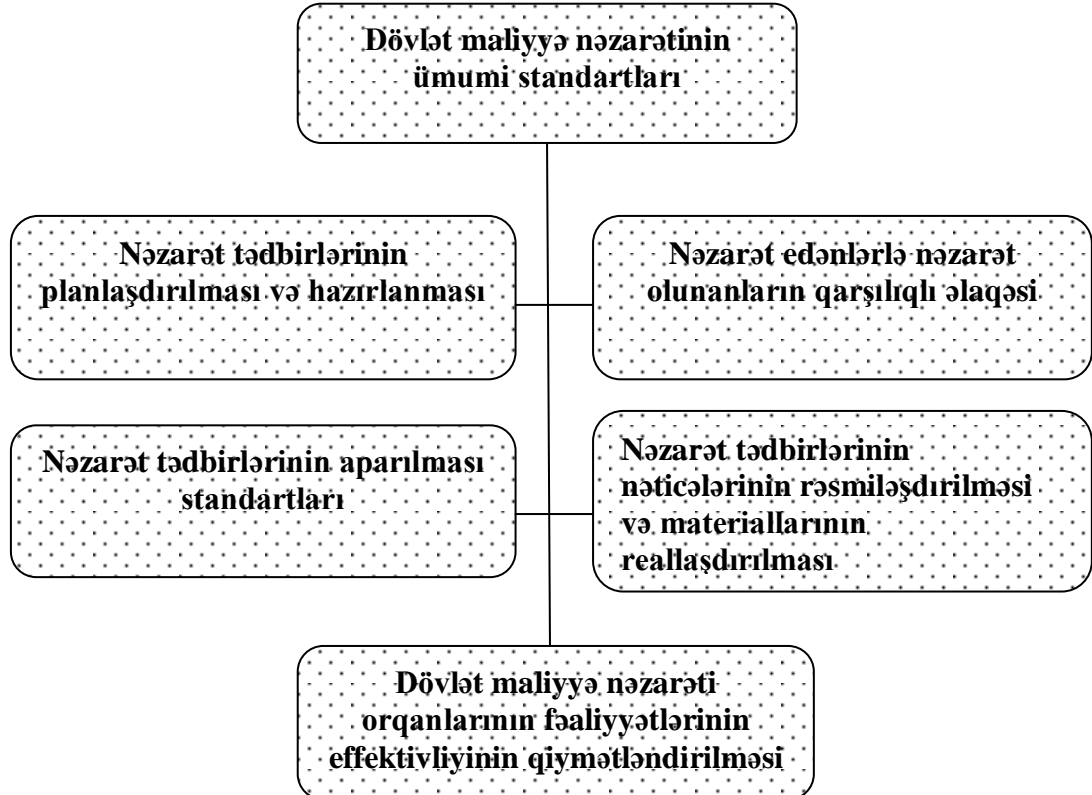 Dövlət maliyyə nəzarətinin
ümumi standartları
Nəzarət tədbirlərinin
planlaşdırılması və hazırlanması
Nəzarət edənlərlə nəzarət
olunanların qarşılıqlı əlaqəsi
Nəzarət tədbirlərinin aparılması
standartları
Nəzarət tədbirlərinin
nəticələrinin rəsmiləşdirilməsi
və materiallarının
reallaşdırılması
Dövlət maliyyə nəzarəti
orqanlarının fəaliyyətlərinin
effektivliyinin qiymətləndirilməsi